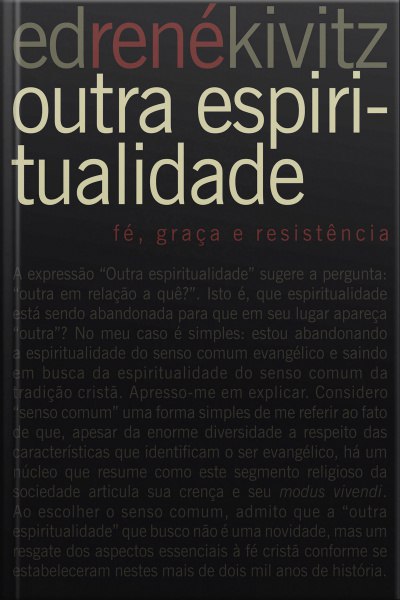 edrenékivitz
outra espiri-
tualidade
fé, graça e resistência
A expressão “Outra espiritualidade” sugere a pergunta:
“outra em relação a quê?”. Isto é, que espiritualidade
está sendo abandonada para que em seu lugar apareça
“outra”? No meu caso é simples: estou abandonando
a espiritualidade do senso comum evangélico e saindo
em busca da espiritualidade do senso comum da
tradição cristã. Apresso-me em explicar. Considero
“senso comum” uma forma simples de me referir ao fato
de que, apesar da enorme diversidade a respeito das
características que identificam o ser evangélico, há um
núcleo que resume como este segmento religioso da
sociedade articula sua crença e seu modus vivendi.
Ao escolher o senso comum, admito que a “outra
espiritualidade” que busco não é uma novidade, mas um
resgate dos aspectos essenciais à fé cristã conforme se
estabeleceram nestes mais de dois mil anos de história.